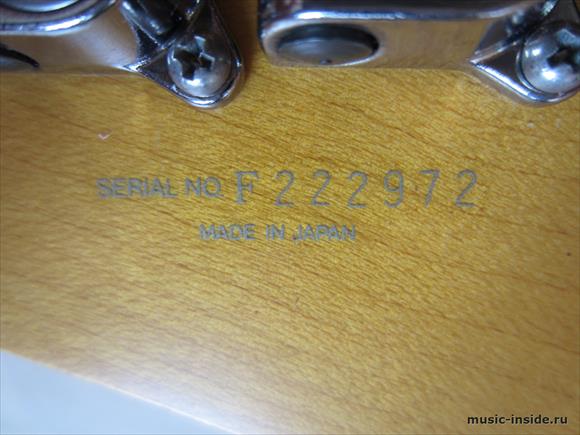 SERIAL NO. F 222972
MADE IN JAPAN
music-inside.ru